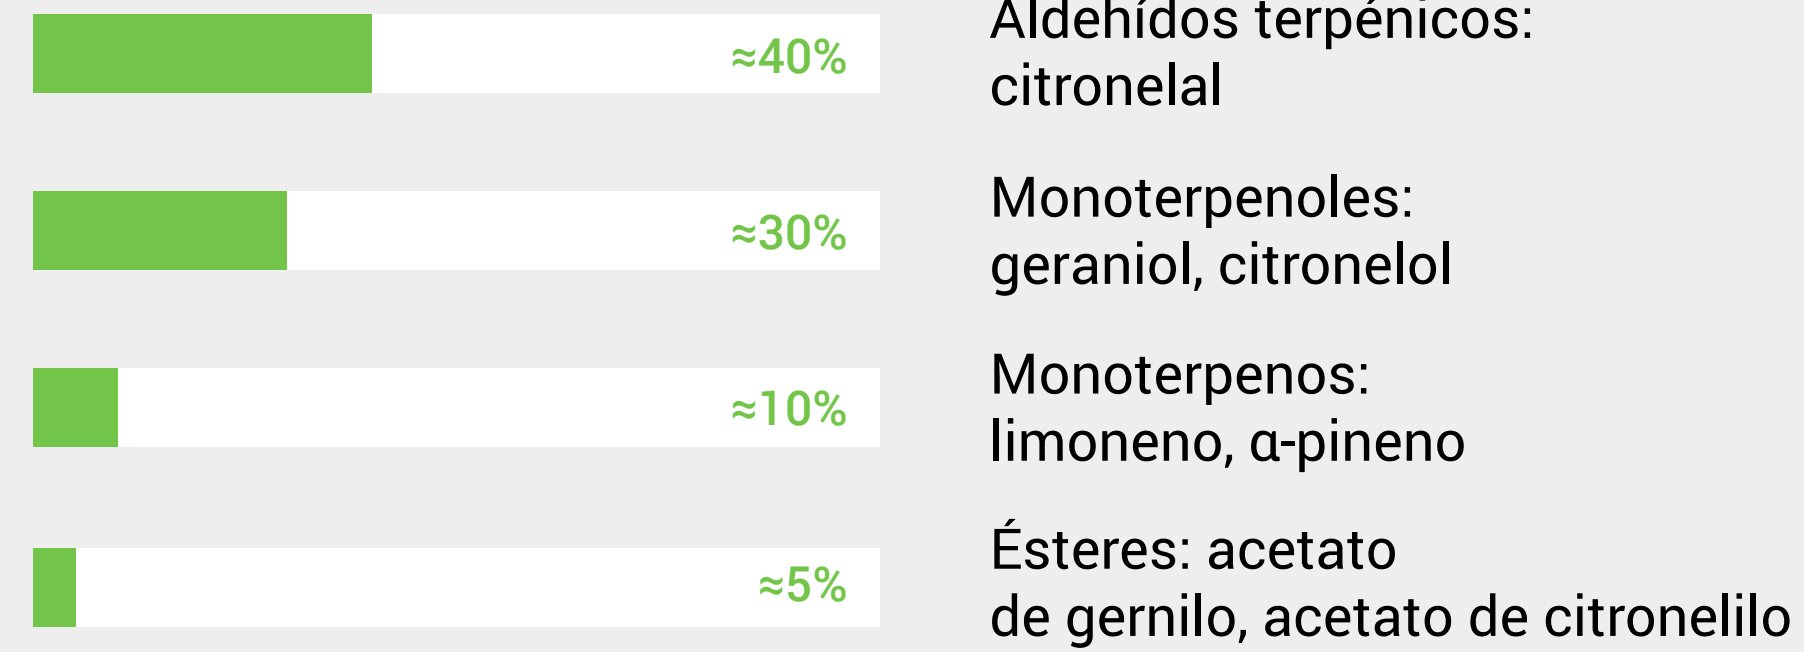 ≈40%
Aldehídos terpénicos:
citronelal
≈30%
Monoterpenoles:
geraniol, citronelol
≈10%
Monoterpenos:
limoneno, α-pineno
≈5%
Ésteres: acetato
de gernilo, acetato de citronelilo